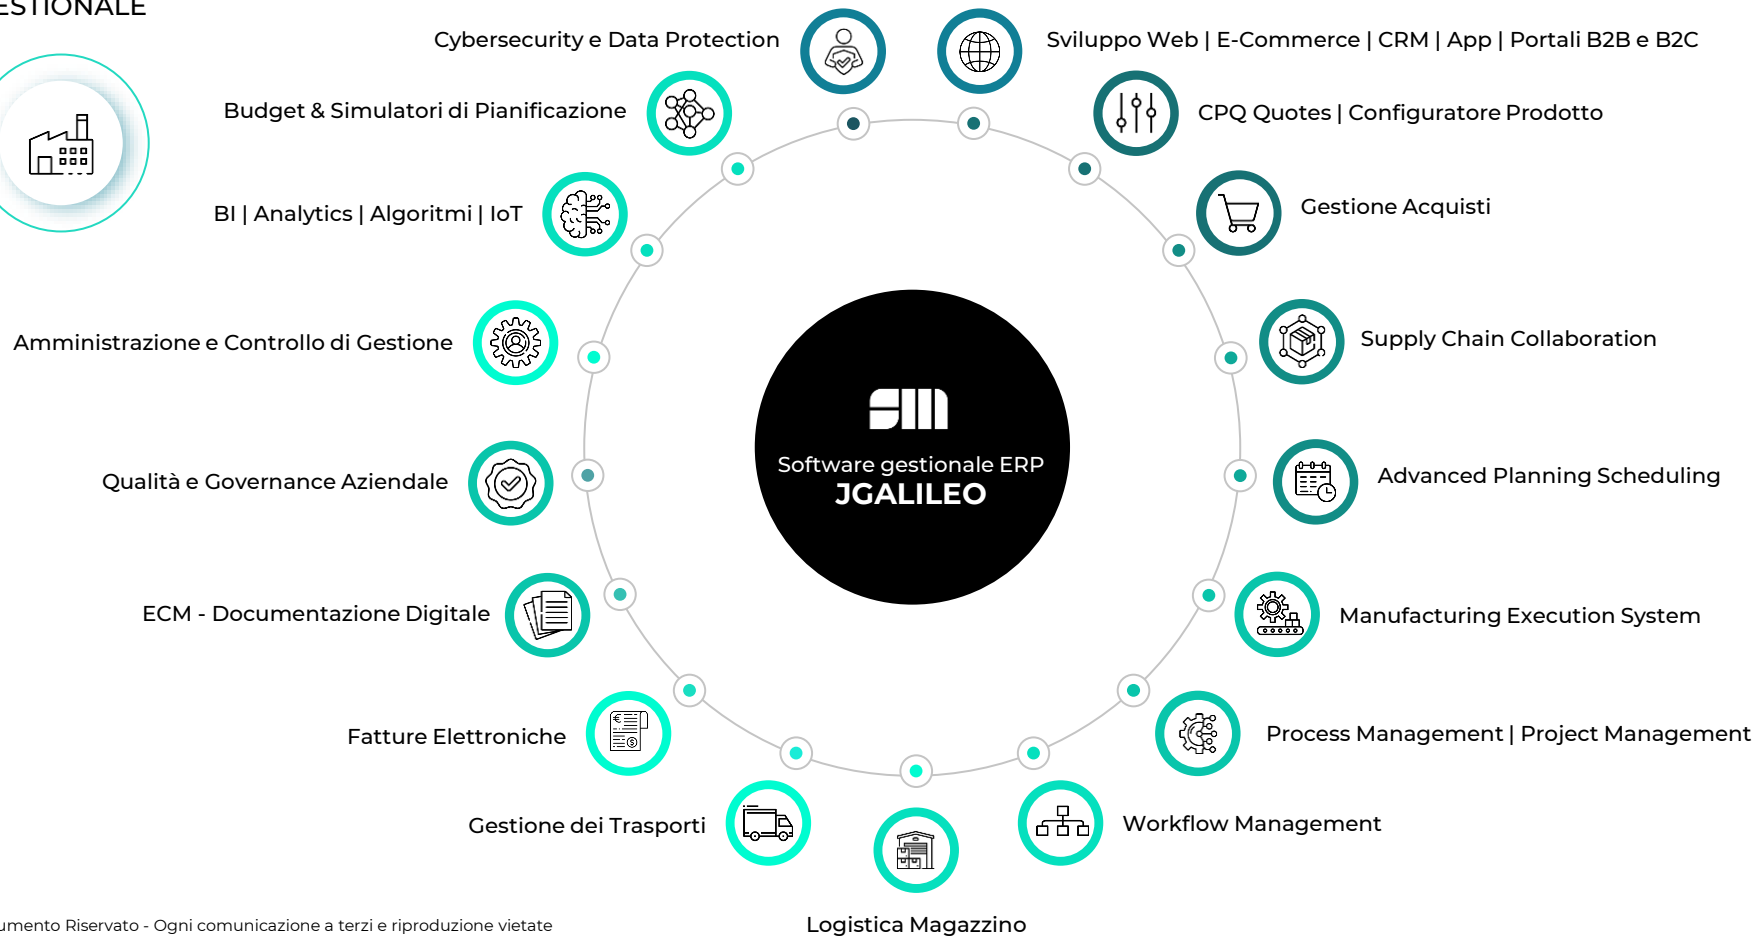 ESTIONALE
Cybersecurity e Data Protection
Sviluppo Web | E-Commerce | CRM | App | Portali B2B e B2C
Budget & Simulatori di Pianificazione
CPQ Quotes | Configuratore Prodotto
BI | Analytics | Algoritmi | IoT
Gestione Acquisti
Amministrazione e Controllo di Gestione
Supply Chain Collaboration
Software gestionale ERP
JGALILEO
Qualità e Governance Aziendale
Advanced Planning Scheduling
ECM - Documentazione Digitale
Manufacturing Execution System
Fatture Elettroniche
Process Management | Project Management
Gestione dei Trasporti
Workflow Management
Logistica Magazzino
umento Riservato - Ogni comunicazione a terzi e riproduzione vietate